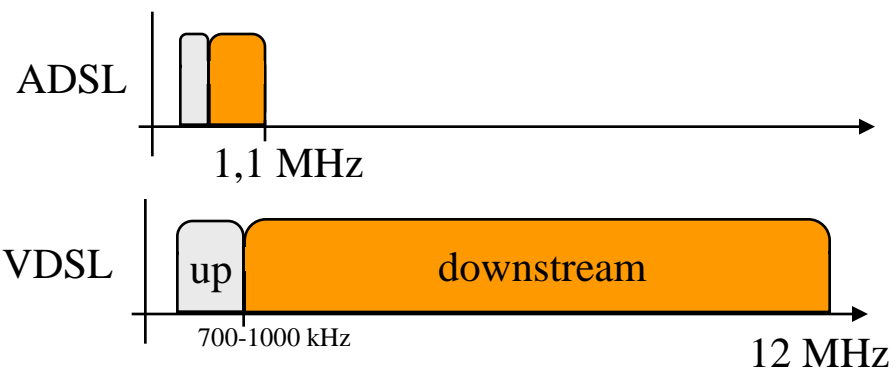 ADSL
1,1 MHz
VDSL
up
downstream
700-1000 kHz
12 MHz